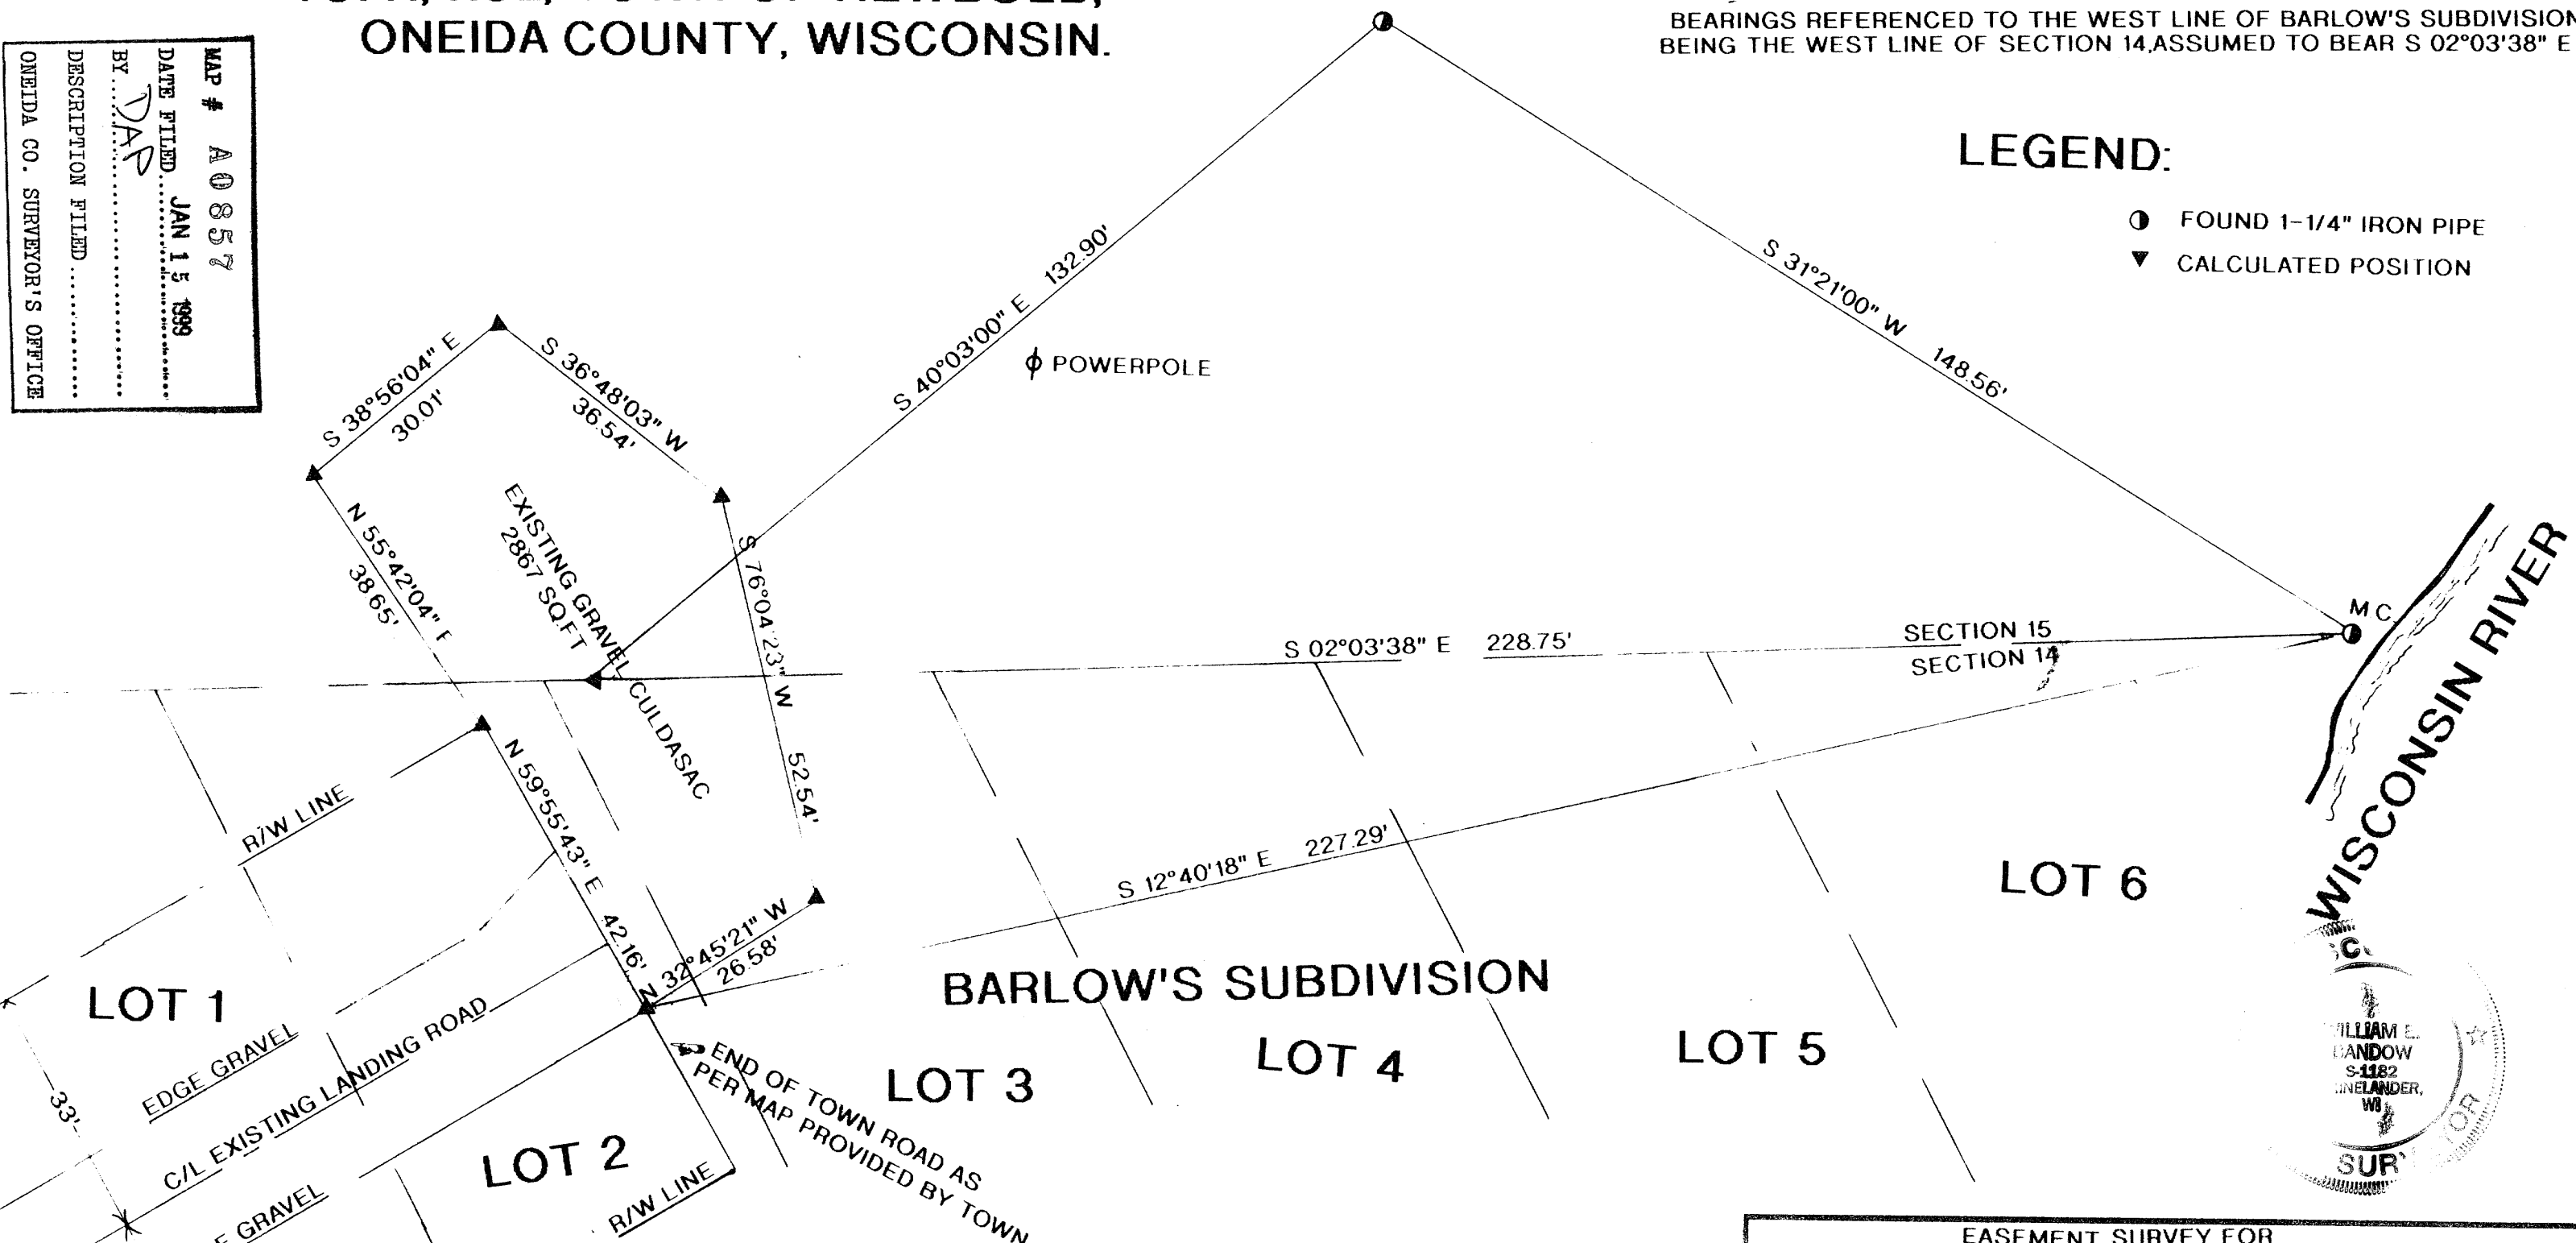 ONEIDA COUNTY, WISCONSIN.
BEARINGS REFERENCED TO THE WEST LINE OF BARLOW'S SUBDIVISION
BEING THE WEST LINE OF SECTION 14,ASSUMED TO BEAR S 02°03'38" E
MAP # A0857
DATE FILED JAN 15 1999
BY DAP
DESCRIPTION FILED
ONEIDA CO. SURVEYOR'S OFFICE
LEGEND:
FOUND 1-1/4" IRON PIPE
CALCULATED POSITION
S 40°03'00" E 132.90'
S 31°21'00" W 148.56'
POWERPOLE
S 38°56'04" E
30.01'
S 36°48'03" W
36.54'
N 55°42'04"
38.65'
EXISTING GRAVEL CULDASAC
2867 SQ.FT
S 76°04'23" W 52.54'
S 02°03'38" E 228.75'
SECTION 15
SECTION 14
M C
WISCONSIN RIVER
R/W LINE
N 59°55'43" E 42.16'
S 12°40'18" E 227.29'
N 32°45'21" W
26.58'
LOT 6
BARLOW'S SUBDIVISION
LOT 1
EDGE GRAVEL
C/L EXISTING LANDING ROAD
33'
LOT 2
LOT 3
LOT 4
LOT 5
END OF TOWN ROAD AS
PER MAP PROVIDED BY TOWN
R/W LINE
GRAVEL
WILLIAM E.
S-1182
WI
EASEMENT SURVEY FOR